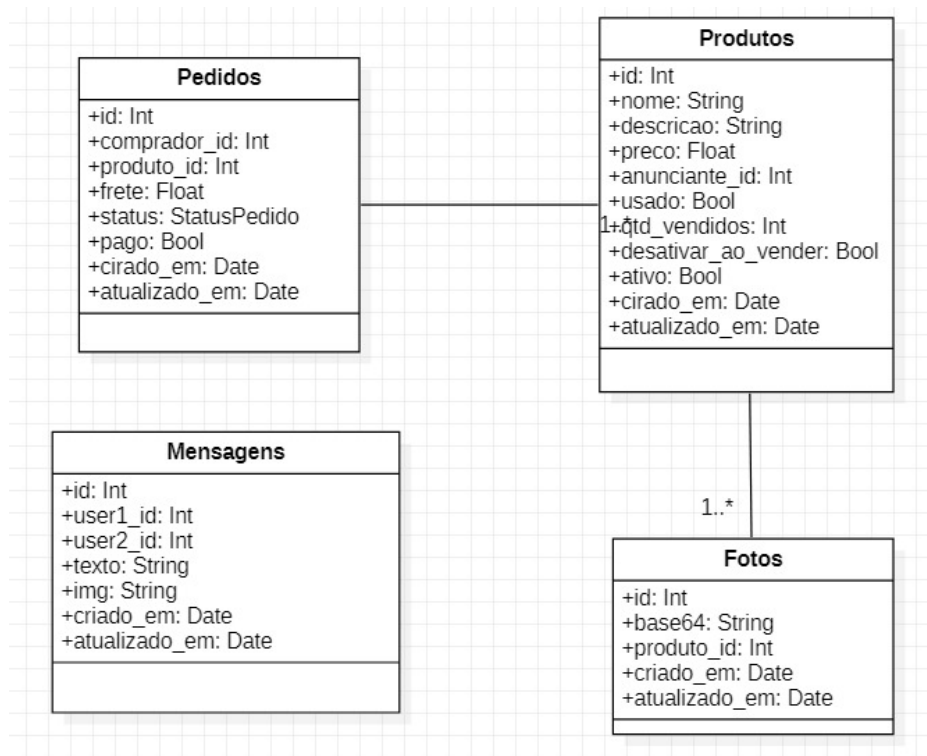 Pedidos
+id: Int
+comprador_id: Int
+produto_id: Int
+frete: Float
+status: StatusPedido
+pago: Bool
+cirado_em: Date
+atualizado_em: Date
Produtos
+id: Int
+nome: String
+descricao: String
+preco: Float
+anunciante_id: Int
+usado: Bool
1..*
+qtd_vendidos: Int
+desativar_ao_vender: Bool
+ativo: Bool
+cirado_em: Date
+atualizado_em: Date
Mensagens
+id: Int
+user1_id: Int
+user2_id: Int
+texto: String
+img: String
+criado_em: Date
+atualizado_em: Date
1..*
Fotos
+id: Int
+base64: String
+produto_id: Int
+criado_em: Date
+atualizado_em: Date